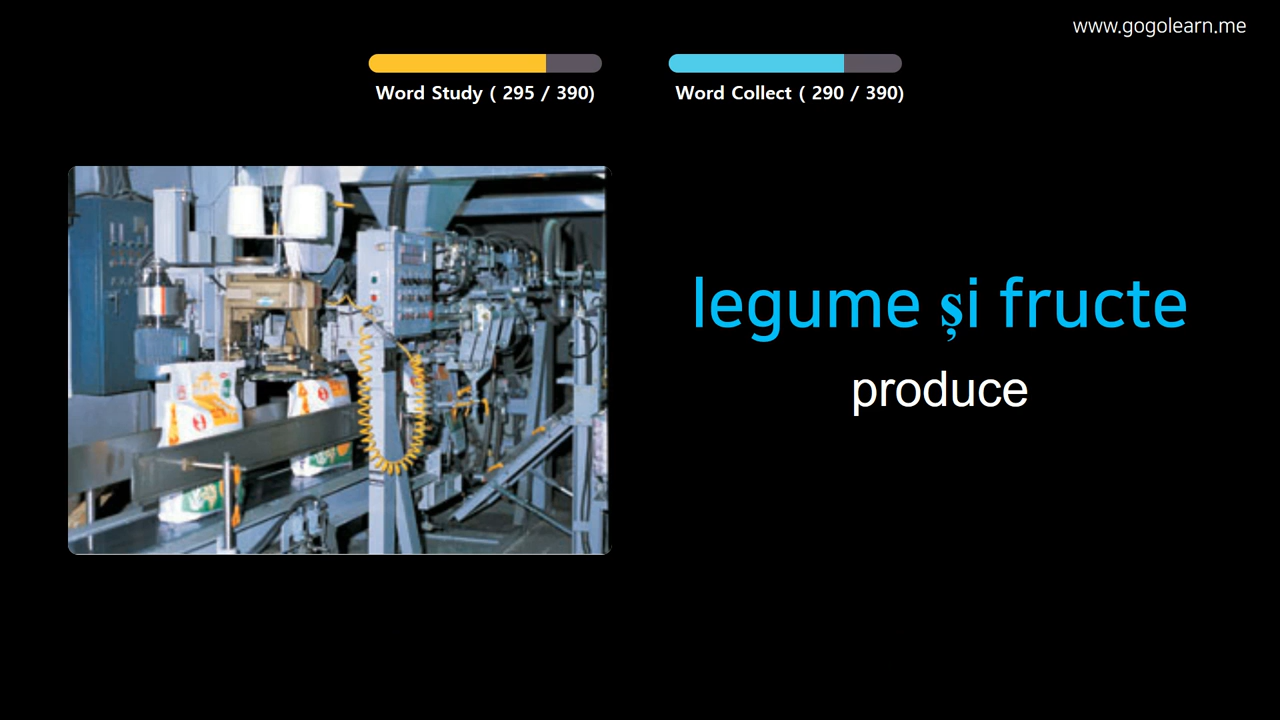 www.gogolearn.me
Word Study ( 295 / 390)
Word Collect ( 290 / 390)
legume și fructe
produce